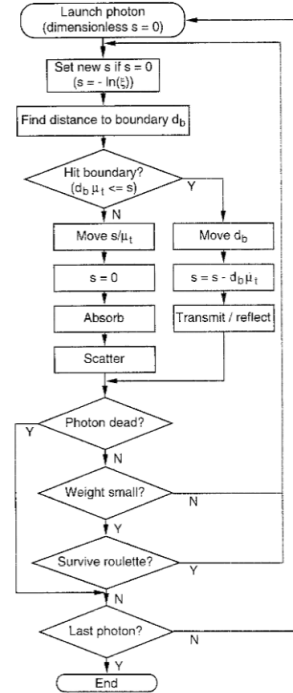 Launch photon
(dimensionless s = 0)
Set new s if s = 0
(s = - ln(ξ))
Find distance to boundary d_b
Hit boundary?
(d_b μ_t <= s)
Y
N
Move s/μ_t
Move d_b
s = 0
s = s - d_b μ_t
Absorb
Transmit / reflect
Scatter
Photon dead?
Y
N
Weight small?
N
Y
Survive roulette?
Y
N
Last photon?
N
Y
End